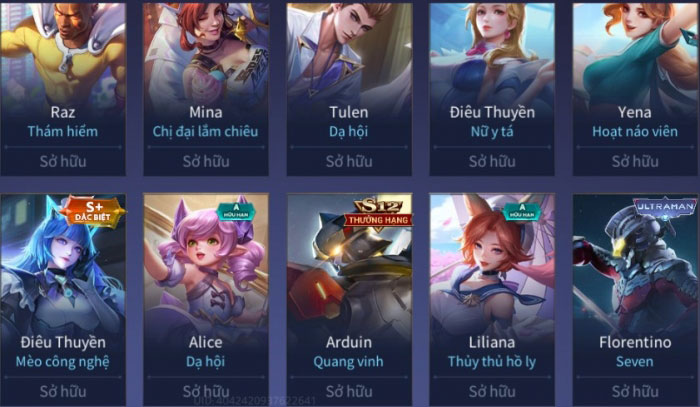 Raz
Thám hiểm
Sở hữu
Mina
Chị đại lắm chiêu
Sở hữu
Tulen
Dạ hội
Sở hữu
Điêu Thuyền
Nữ y tá
Sở hữu
Yena
Hoạt náo viên
Sở hữu
S+
ĐẶC BIỆT
Điêu Thuyền
Mèo công nghệ
Sở hữu
A
HỮU HẠN
Alice
Dạ hội
Sở hữu
S12
THƯỞNG HẠNG
Arduin
Quang vinh
Sở hữu
A
HỮU HẠN
Liliana
Thủy thủ hồ ly
Sở hữu
ULTRAMAN
Florentino
Seven
Sở hữu
UID-4042420937622641